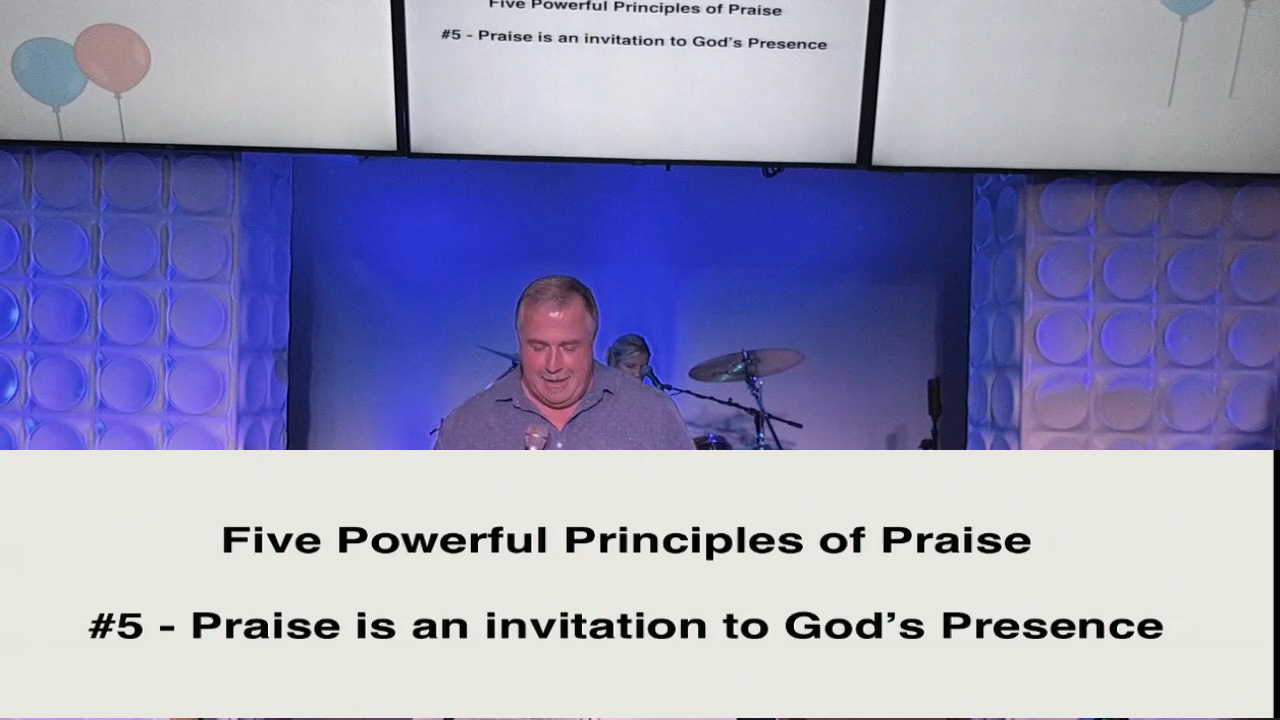 Five Powerful Principles of Praise
#5 - Praise is an invitation to God's Presence
Five Powerful Principles of Praise
#5 - Praise is an invitation to God’s Presence